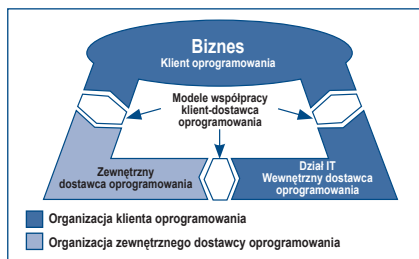 Biznes
Klient oprogramowania
Modele współpracy
klient-dostawca
oprogramowania
Zewnętrzny
dostawca oprogramowania
Dział IT
Wewnętrzny dostawca
oprogramowania
Organizacja klienta oprogramowania
Organizacja zewnętrznego dostawcy oprogramowania